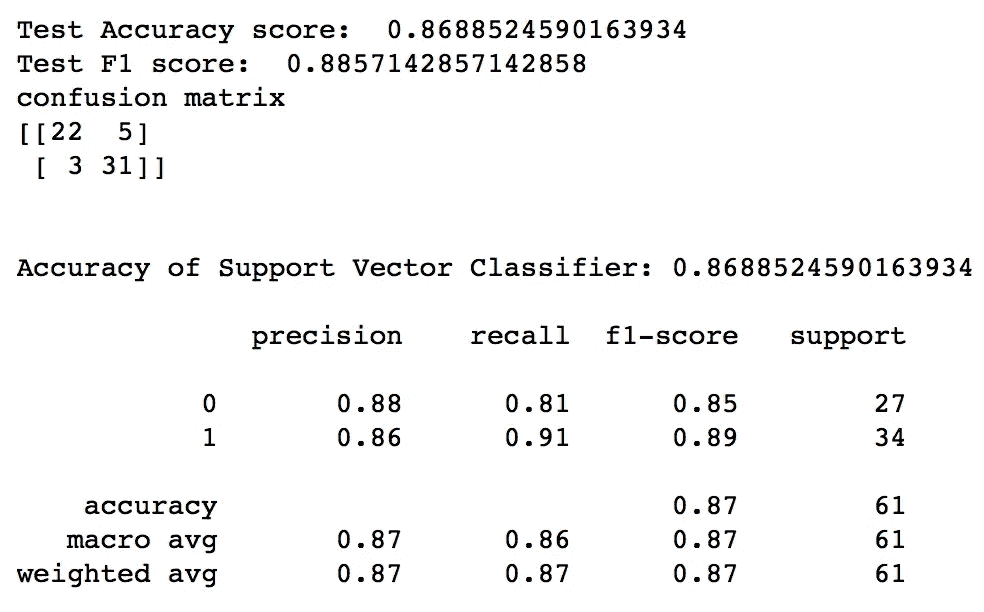 Test Accuracy score:  0.8688524590163934
Test F1 score:  0.8857142857142858
confusion matrix
[[22  5]
 [ 3 31]]
Accuracy of Support Vector Classifier: 0.8688524590163934
              precision    recall  f1-score   support
           0       0.88      0.81      0.85        27
           1       0.86      0.91      0.89        34
    accuracy                           0.87        61
   macro avg       0.87      0.86      0.87        61
weighted avg       0.87      0.87      0.87        61